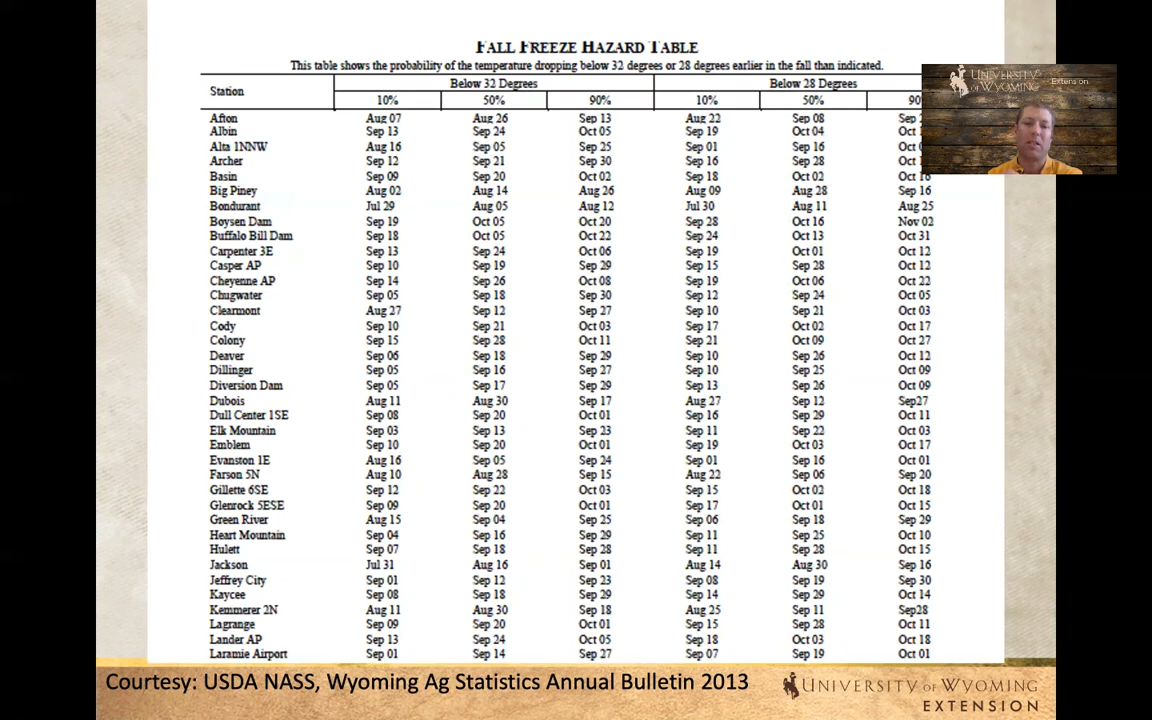 FALL FREEZE HAZARD TABLE
This table shows the probability of the temperature dropping below 32 degrees or 28 degrees earlier in the fall than indicated.
Station Below 32 Degrees Below 28 Degrees
10% 50% 90% 10% 50%
Afton Aug 07 Aug 26 Sep 13 Aug 22 Sep 08 Sep
Albin Sep 13 Sep 24 Oct 05 Sep 19 Oct 04 Oct
Alta 1NNW Aug 16 Sep 05 Sep 25 Sep 01 Sep 16 Oct
Archer Sep 12 Sep 21 Sep 30 Sep 16 Sep 28 Oct
Basin Sep 09 Sep 20 Oct 02 Sep 18 Oct 02 Oct 16
Big Piney Aug 02 Aug 14 Aug 26 Aug 09 Aug 28 Sep 16
Bondurant Jul 29 Aug 05 Aug 12 Jul 30 Aug 11 Aug 25
Boysen Dam Sep 19 Oct 05 Oct 20 Sep 28 Oct 16 Nov 02
Buffalo Bill Dam Sep 18 Oct 05 Oct 22 Sep 24 Oct 13 Oct 31
Carpenter 3E Sep 13 Sep 24 Oct 06 Sep 19 Oct 01 Oct 12
Casper AP Sep 10 Sep 19 Sep 29 Sep 15 Sep 28 Oct 12
Cheyenne AP Sep 14 Sep 26 Oct 08 Sep 19 Oct 06 Oct 22
Chugwater Sep 05 Sep 18 Sep 30 Sep 12 Sep 24 Oct 05
Clearmont Aug 27 Sep 12 Sep 27 Sep 10 Sep 21 Oct 03
Cody Sep 10 Sep 21 Oct 03 Sep 17 Oct 02 Oct 17
Colony Sep 15 Sep 28 Oct 11 Sep 21 Oct 09 Oct 27
Deaver Sep 06 Sep 18 Sep 29 Sep 10 Sep 26 Oct 12
Dillinger Sep 05 Sep 16 Sep 27 Sep 10 Sep 25 Oct 09
Diversion Dam Sep 05 Sep 17 Sep 29 Sep 13 Sep 26 Oct 09
Dubois Aug 11 Aug 30 Sep 17 Aug 27 Sep 12 Sep27
Dull Center 1SE Sep 08 Sep 20 Oct 01 Sep 16 Sep 29 Oct 11
Elk Mountain Sep 03 Sep 13 Sep 23 Sep 11 Sep 22 Oct 03
Emblem Sep 10 Sep 20 Oct 01 Sep 19 Oct 03 Oct 17
Evanston 1E Aug 16 Sep 05 Sep 24 Sep 01 Sep 16 Oct 01
Farson 5N Aug 10 Aug 28 Sep 15 Aug 22 Sep 06 Sep 20
Gillette 6SE Sep 12 Sep 22 Oct 03 Sep 15 Oct 02 Oct 18
Glenrock 5ESE Sep 09 Sep 20 Oct 01 Sep 17 Oct 01 Oct 15
Green River Aug 15 Sep 04 Sep 25 Sep 06 Sep 18 Sep 29
Heart Mountain Sep 04 Sep 16 Sep 29 Sep 11 Sep 25 Oct 10
Hulett Sep 07 Sep 18 Sep 28 Sep 11 Sep 28 Oct 15
Jackson Jul 31 Aug 16 Sep 01 Aug 14 Aug 30 Sep 16
Jeffrey City Sep 01 Sep 12 Sep 23 Sep 08 Sep 19 Sep 30
Kaycee Sep 08 Sep 18 Sep 29 Sep 14 Sep 29 Oct 14
Kemmerer 2N Aug 11 Aug 30 Sep 18 Aug 25 Sep 11 Sep28
Lagrange Sep 09 Sep 20 Oct 01 Sep 15 Sep 28 Oct 11
Lander AP Sep 13 Sep 24 Oct 05 Sep 18 Oct 03 Oct 18
Laramie Airport Sep 01 Sep 14 Sep 27 Sep 07 Sep 19 Oct 01
UNIVERSITY OF WYOMING Extension
Courtesy: USDA NASS, Wyoming Ag Statistics Annual Bulletin 2013
UNIVERSITY OF WYOMING
EXTENSION